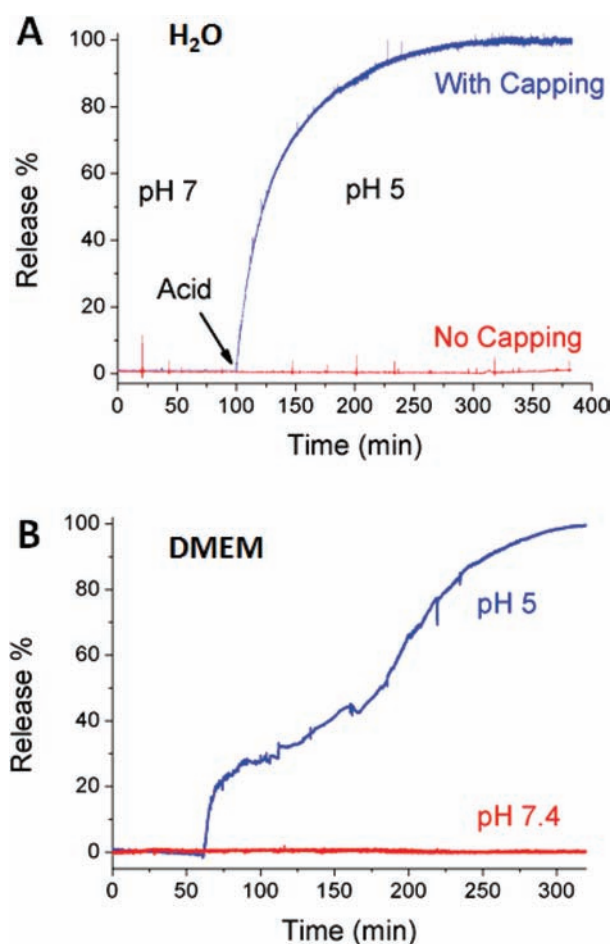 A
H₂O
100
80
60
40
20
0
Release %
With Capping
pH 7
pH 5
Acid
No Capping
0 50 100 150 200 250 300 350 400
Time (min)
B
DMEM
100
80
60
40
20
0
Release %
pH 5
pH 7.4
0 50 100 150 200 250 300
Time (min)